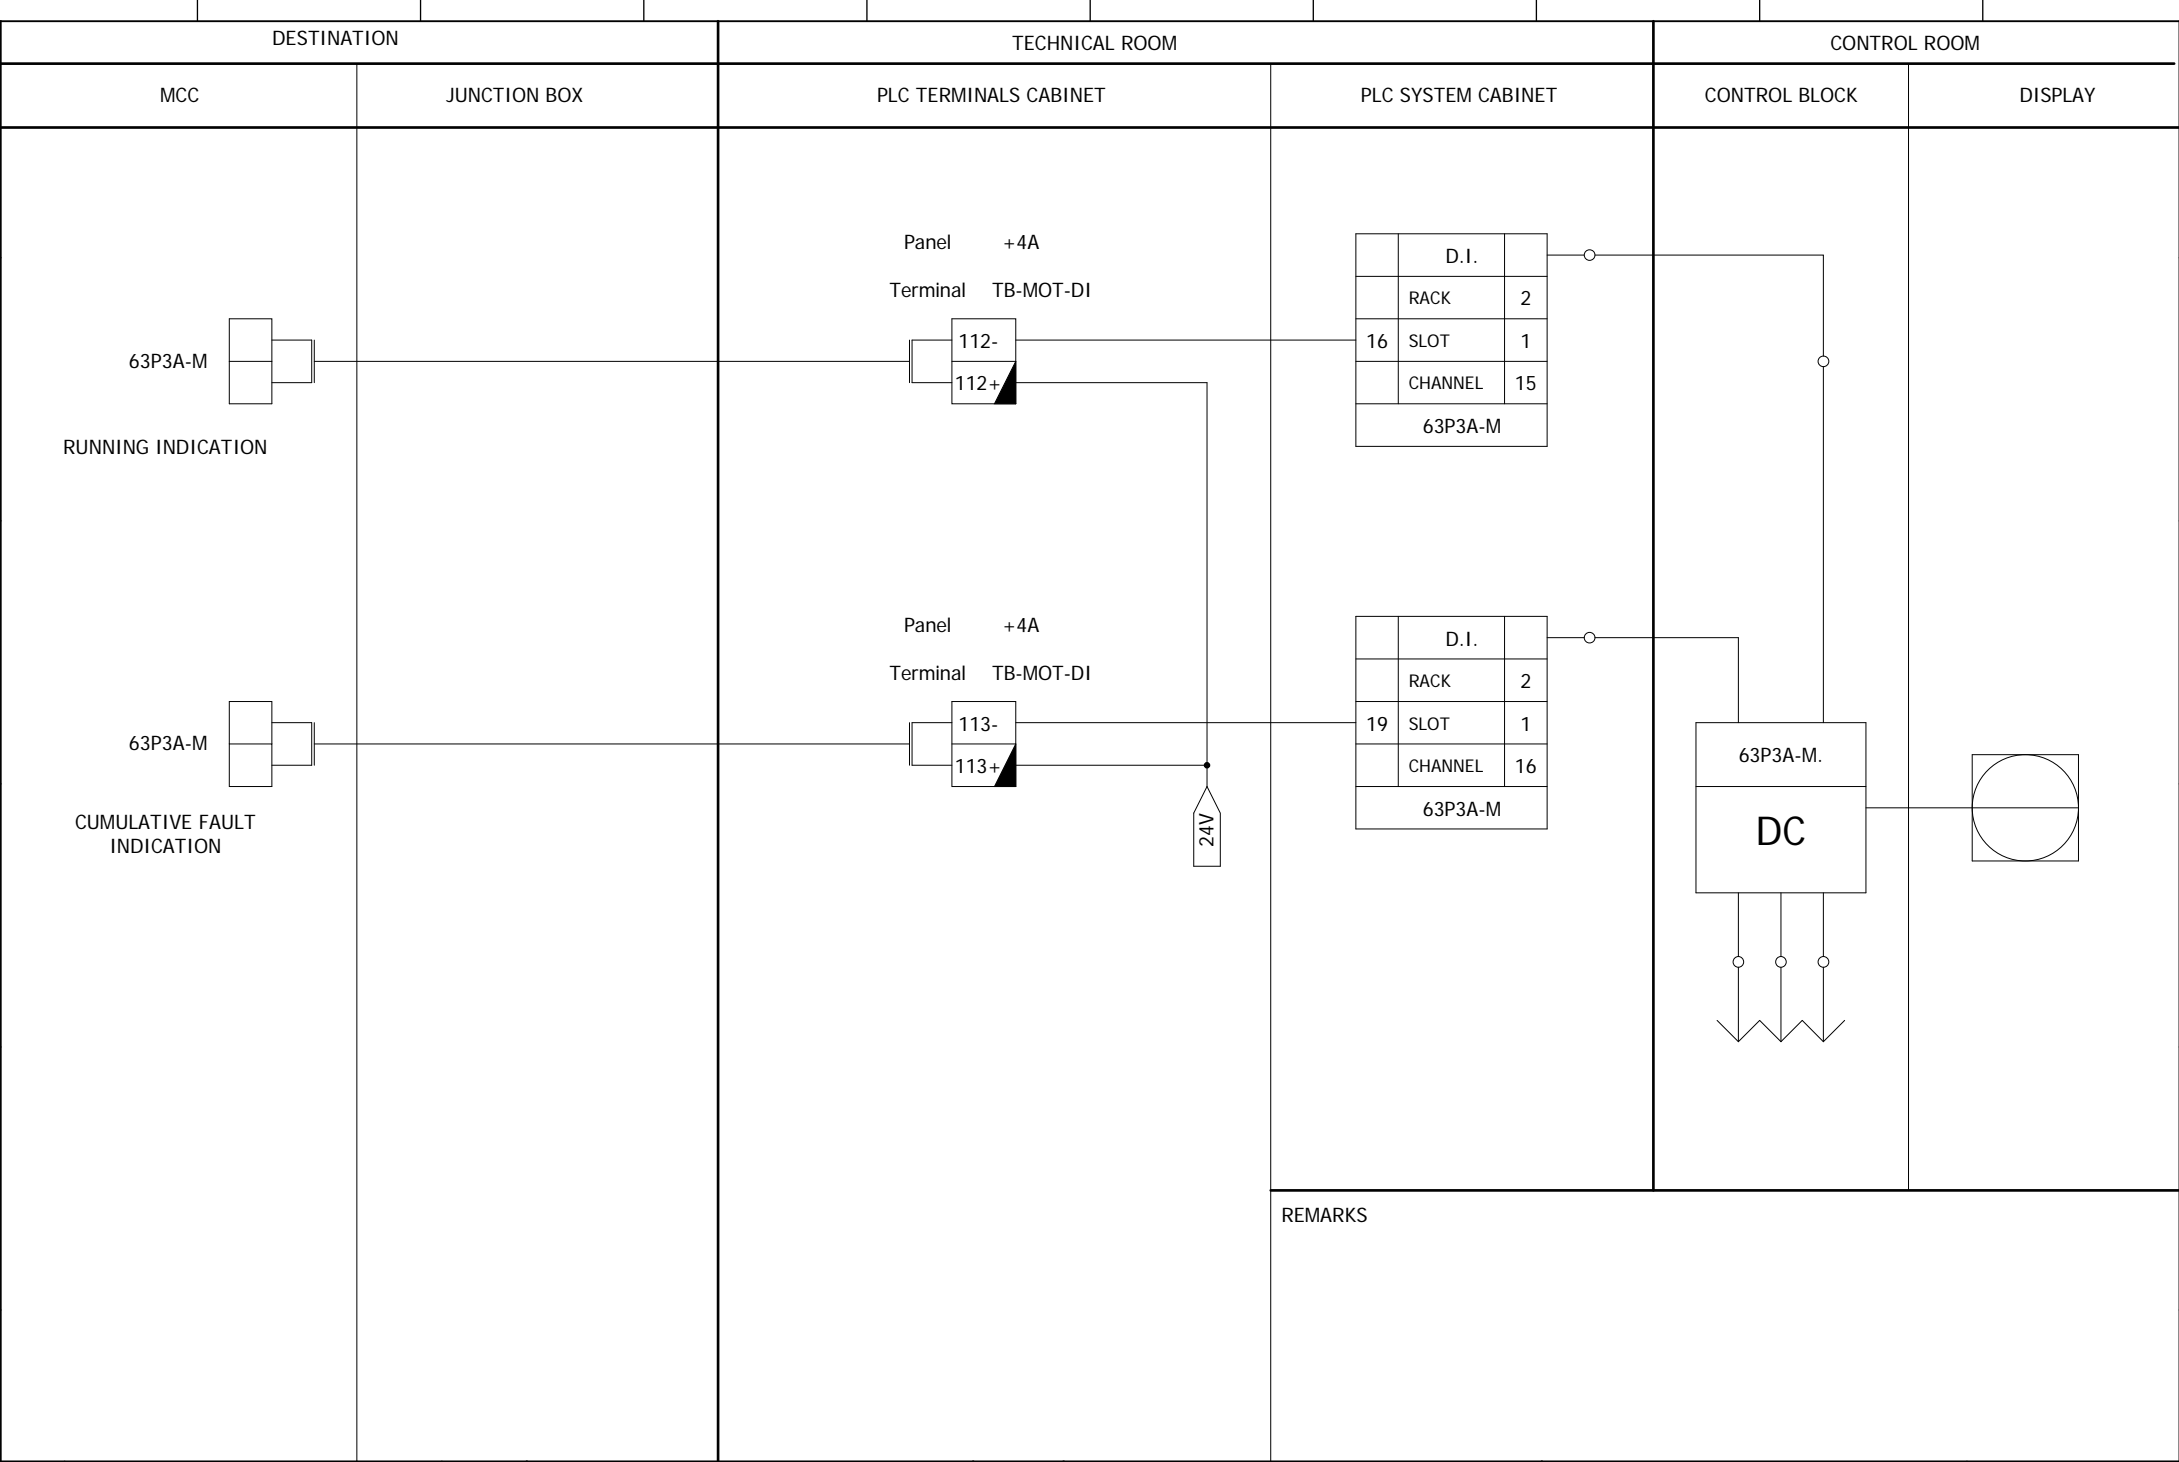 DESTINATION
TECHNICAL ROOM
CONTROL ROOM
MCC
JUNCTION BOX
PLC TERMINALS CABINET
PLC SYSTEM CABINET
CONTROL BLOCK
DISPLAY
Panel +4A
Terminal TB-MOT-DI
63P3A-M
RUNNING INDICATION
112-
112+
D.I.
RACK 2
16 SLOT 1
CHANNEL 15
63P3A-M
Panel +4A
Terminal TB-MOT-DI
63P3A-M
CUMULATIVE FAULT
INDICATION
113-
113+
24V
D.I.
RACK 2
19 SLOT 1
CHANNEL 16
63P3A-M
63P3A-M.
DC
REMARKS